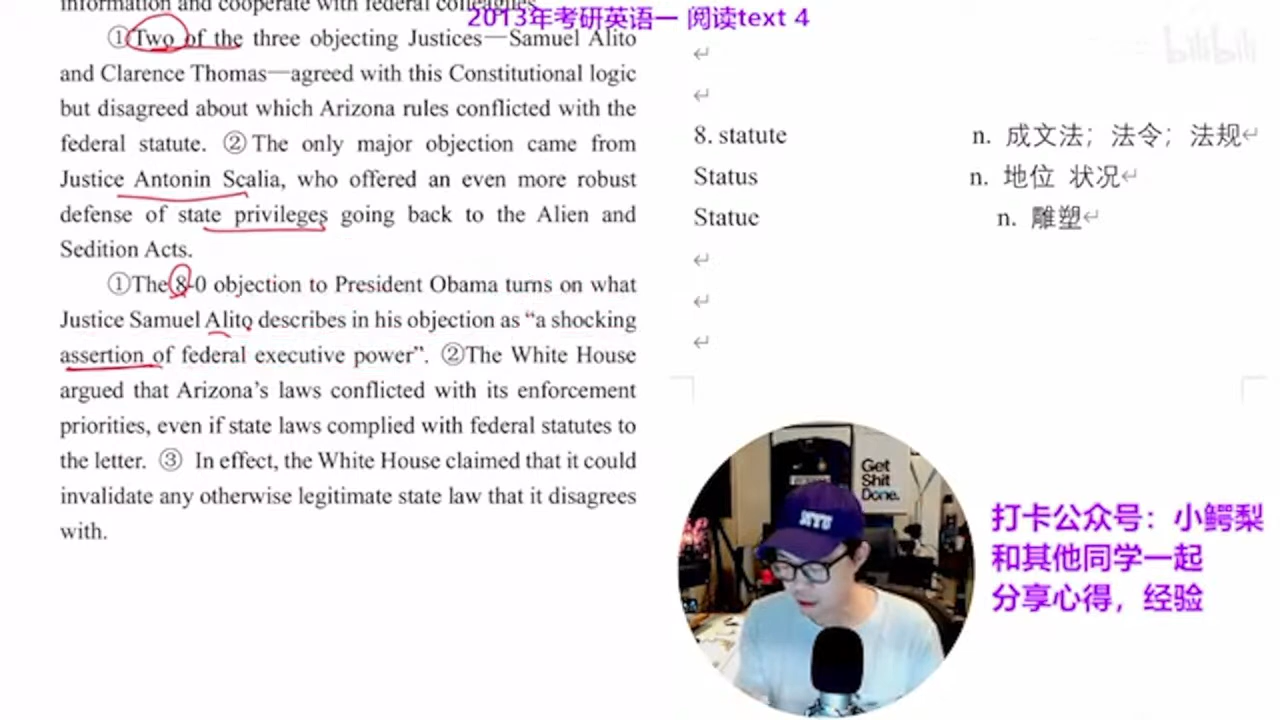 information and cooperate with federal colleagues.
2013年考研英语一 阅读text 4
①Two of the three objecting Justices—Samuel Alito
and Clarence Thomas—agreed with this Constitutional logic
but disagreed about which Arizona rules conflicted with the
federal statute. ②The only major objection came from
Justice Antonin Scalia, who offered an even more robust
defense of state privileges going back to the Alien and
Sedition Acts.
①The 8-0 objection to President Obama turns on what
Justice Samuel Alito describes in his objection as “a shocking
assertion of federal executive power”. ②The White House
argued that Arizona’s laws conflicted with its enforcement
priorities, even if state laws complied with federal statutes to
the letter. ③ In effect, the White House claimed that it could
invalidate any otherwise legitimate state law that it disagrees
with.
bilibili
8. statute n. 成文法；法令；法规
Status n. 地位 状况
Statue n. 雕塑
Get
Shit
Done.
NYU
打卡公众号：小鳄梨
和其他同学一起
分享心得，经验